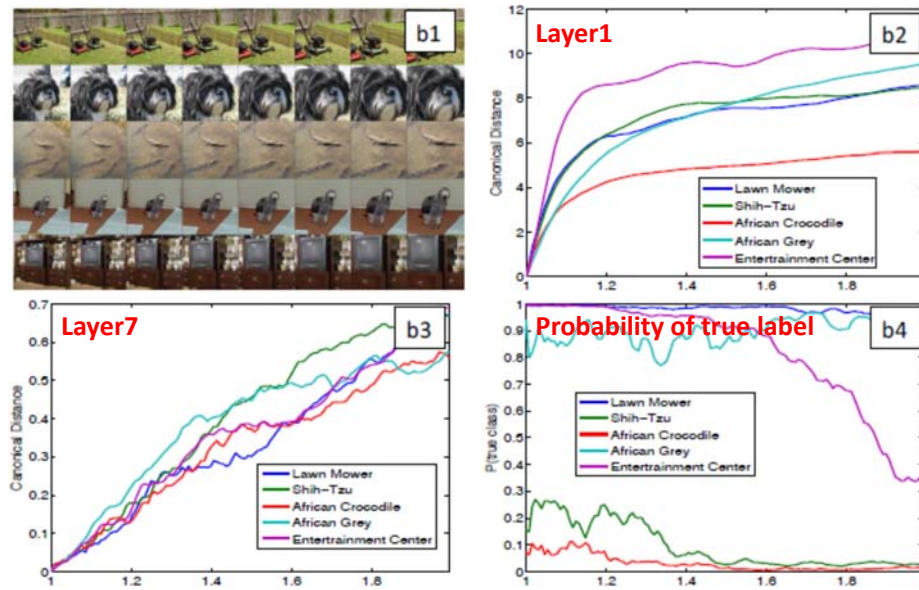 b1
Layer1
b2
Canonical Distance
12
10
8
6
4
2
0
Lawn Mower
Shih-Tzu
African Crocodile
African Grey
Entertrainment Center
1 1.2 1.4 1.6 1.8
Layer7
b3
Canonical Distance
0.7
0.6
0.5
0.4
0.3
0.2
0.1
0
Lawn Mower
Shih-Tzu
African Crocodile
African Grey
Entertrainment Center
1 1.2 1.4 1.6 1.8
Probability of true label
b4
P(true class)
1
0.9
0.8
0.7
0.6
0.5
0.4
0.3
0.2
0.1
0
Lawn Mower
Shih-Tzu
African Crocodile
African Grey
Entertrainment Center
1 1.2 1.4 1.6 1.8